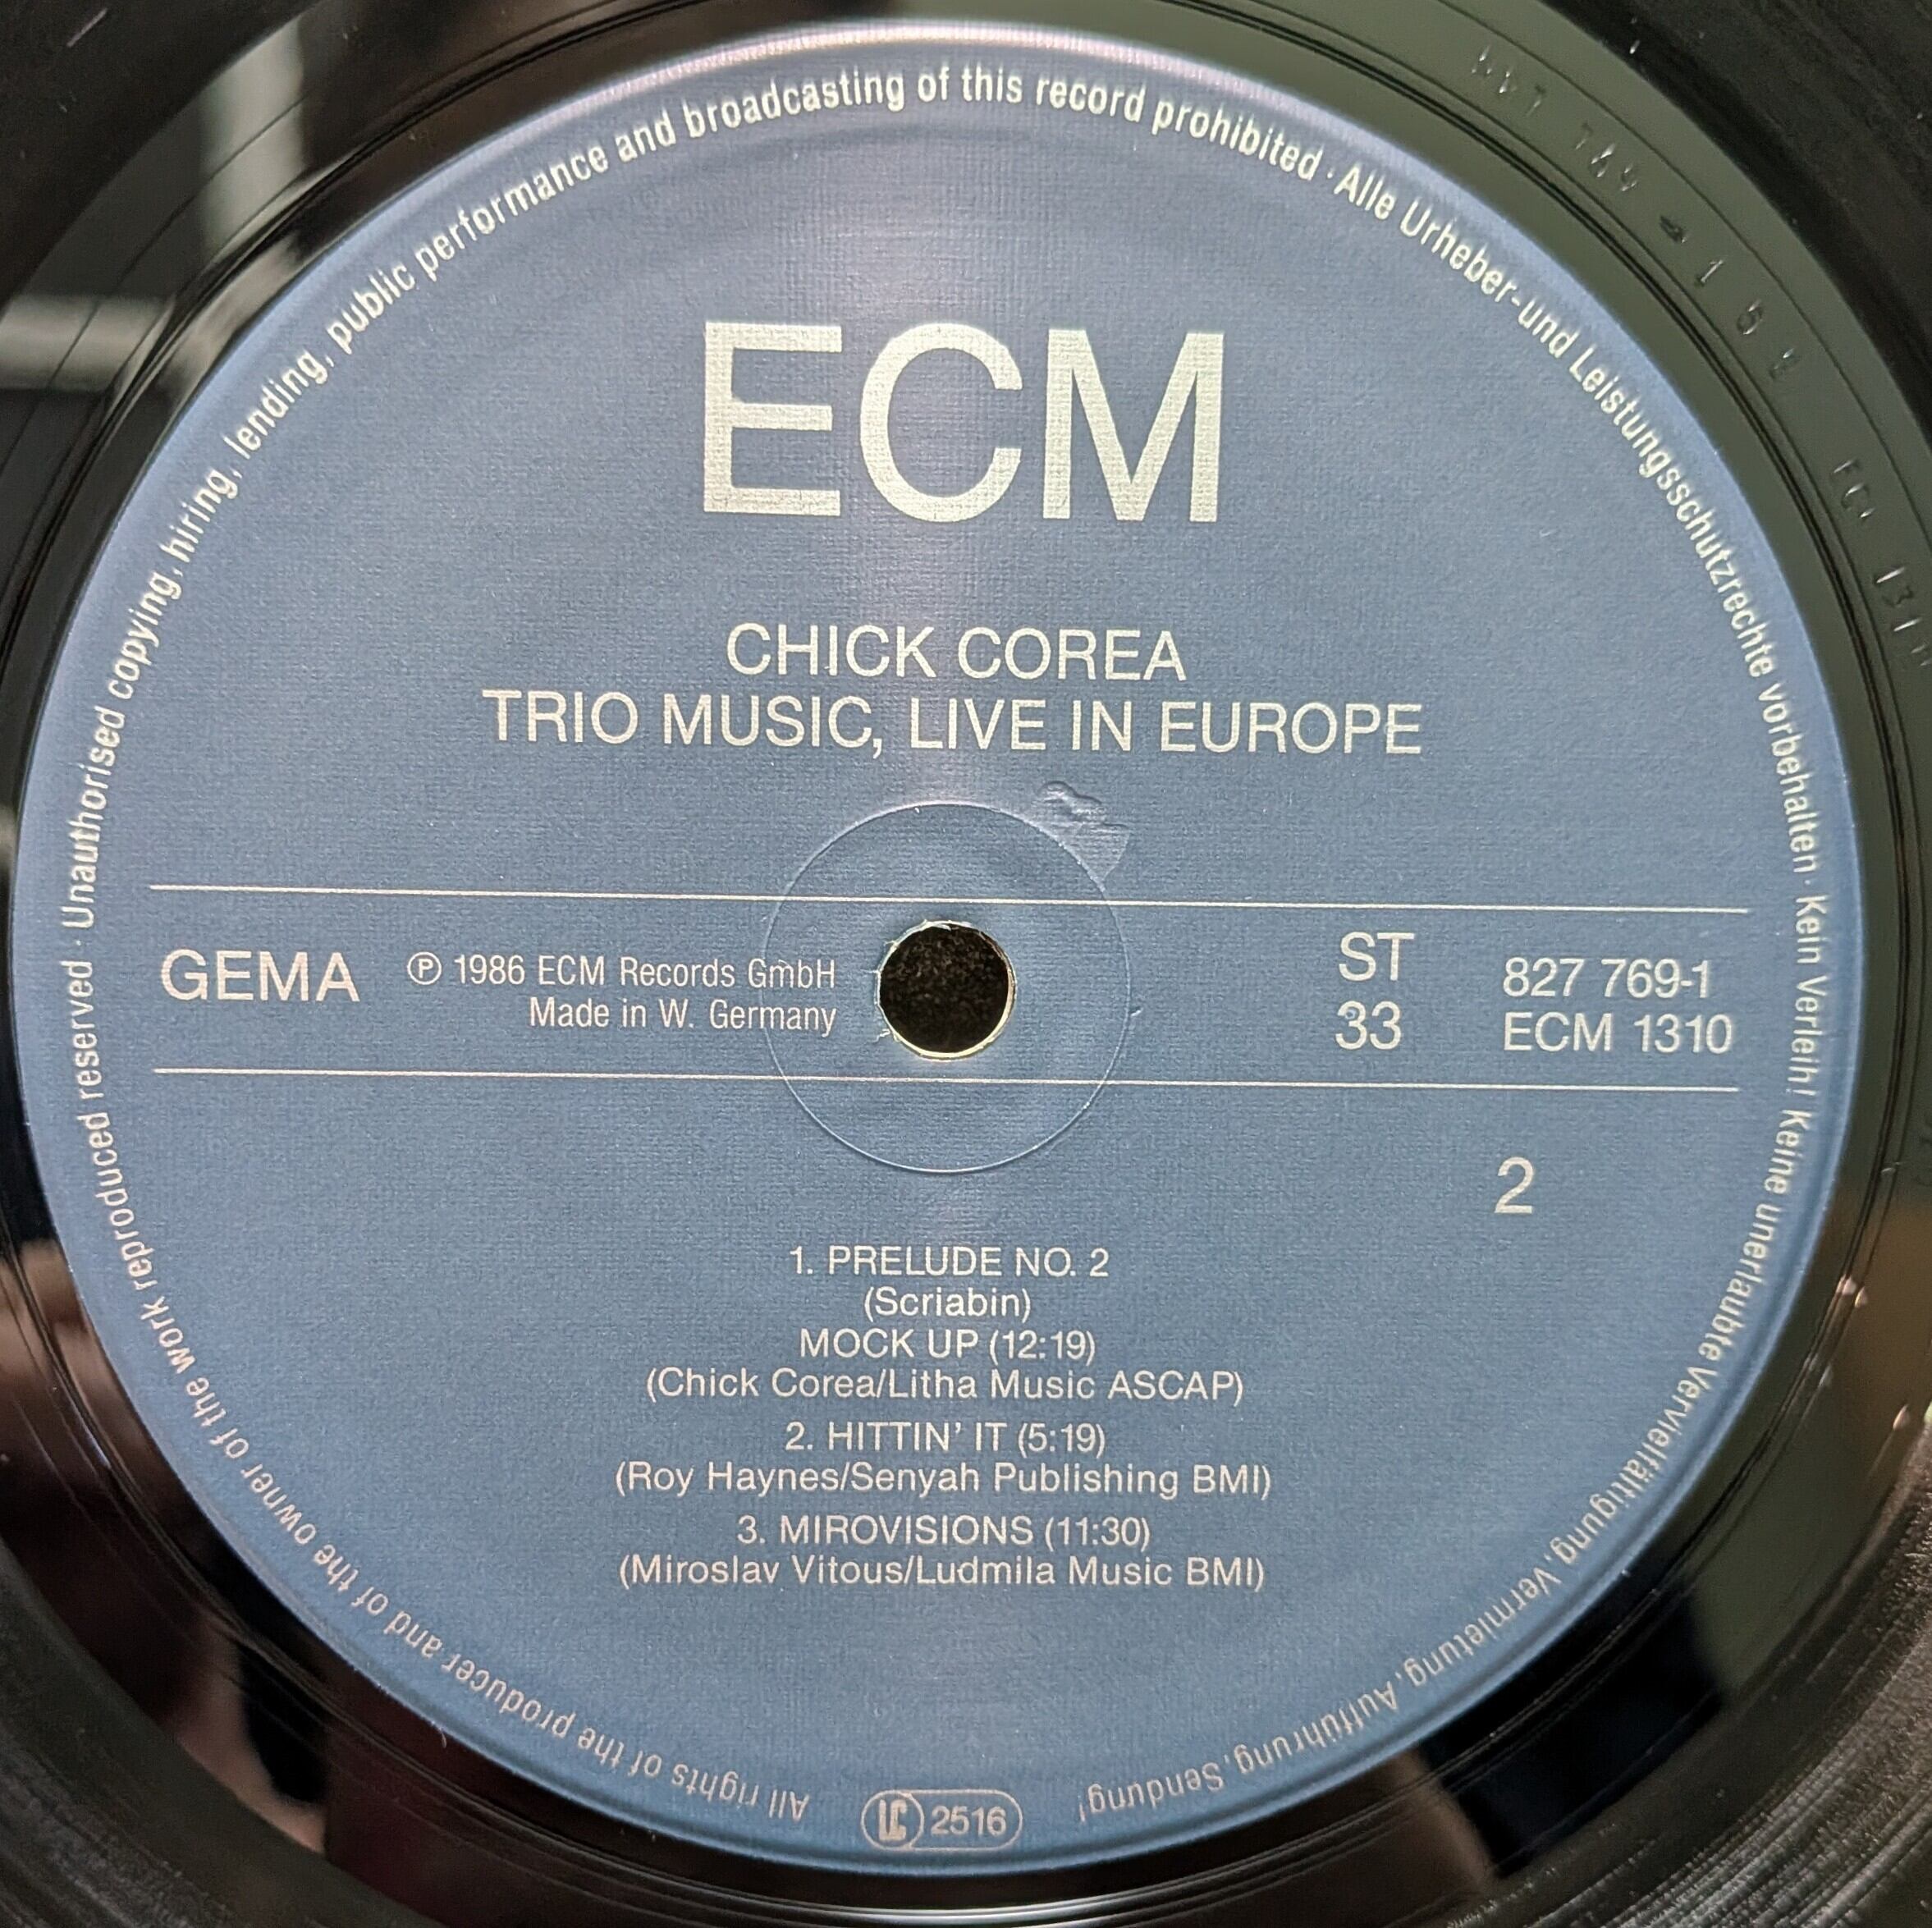 ECM
CHICK COREA
TRIO MUSIC, LIVE IN EUROPE
GEMA
℗ 1986 ECM Records GmbH
Made in W. Germany
ST
33
827 769-1
ECM 1310
2
1. PRELUDE NO. 2
(Scriabin)
MOCK UP (12:19)
(Chick Corea/Litha Music ASCAP)
2. HITTIN' IT (5:19)
(Roy Haynes/Senyah Publishing BMI)
3. MIROVISIONS (11:30)
(Miroslav Vitous/Ludmila Music BMI)
All rights of the producer and of the owner of the work reproduced reserved · Unauthorised copying, hiring, lending, public performance and broadcasting of this record prohibited · Alle Urheber-und Leistungsschutzrechte vorbehalten · Kein Verleih! Keine unerlaubte Vervielfältigung, Vermietung, Aufführung, Sendung!
LC 2516